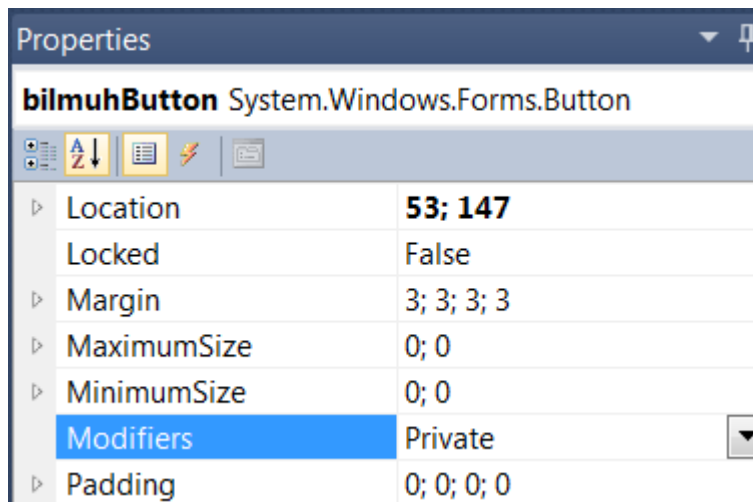 Properties
bilmuhButton System.Windows.Forms.Button
A Z
Location 53; 147
Locked False
Margin 3; 3; 3; 3
MaximumSize 0; 0
MinimumSize 0; 0
Modifiers Private
Padding 0; 0; 0; 0